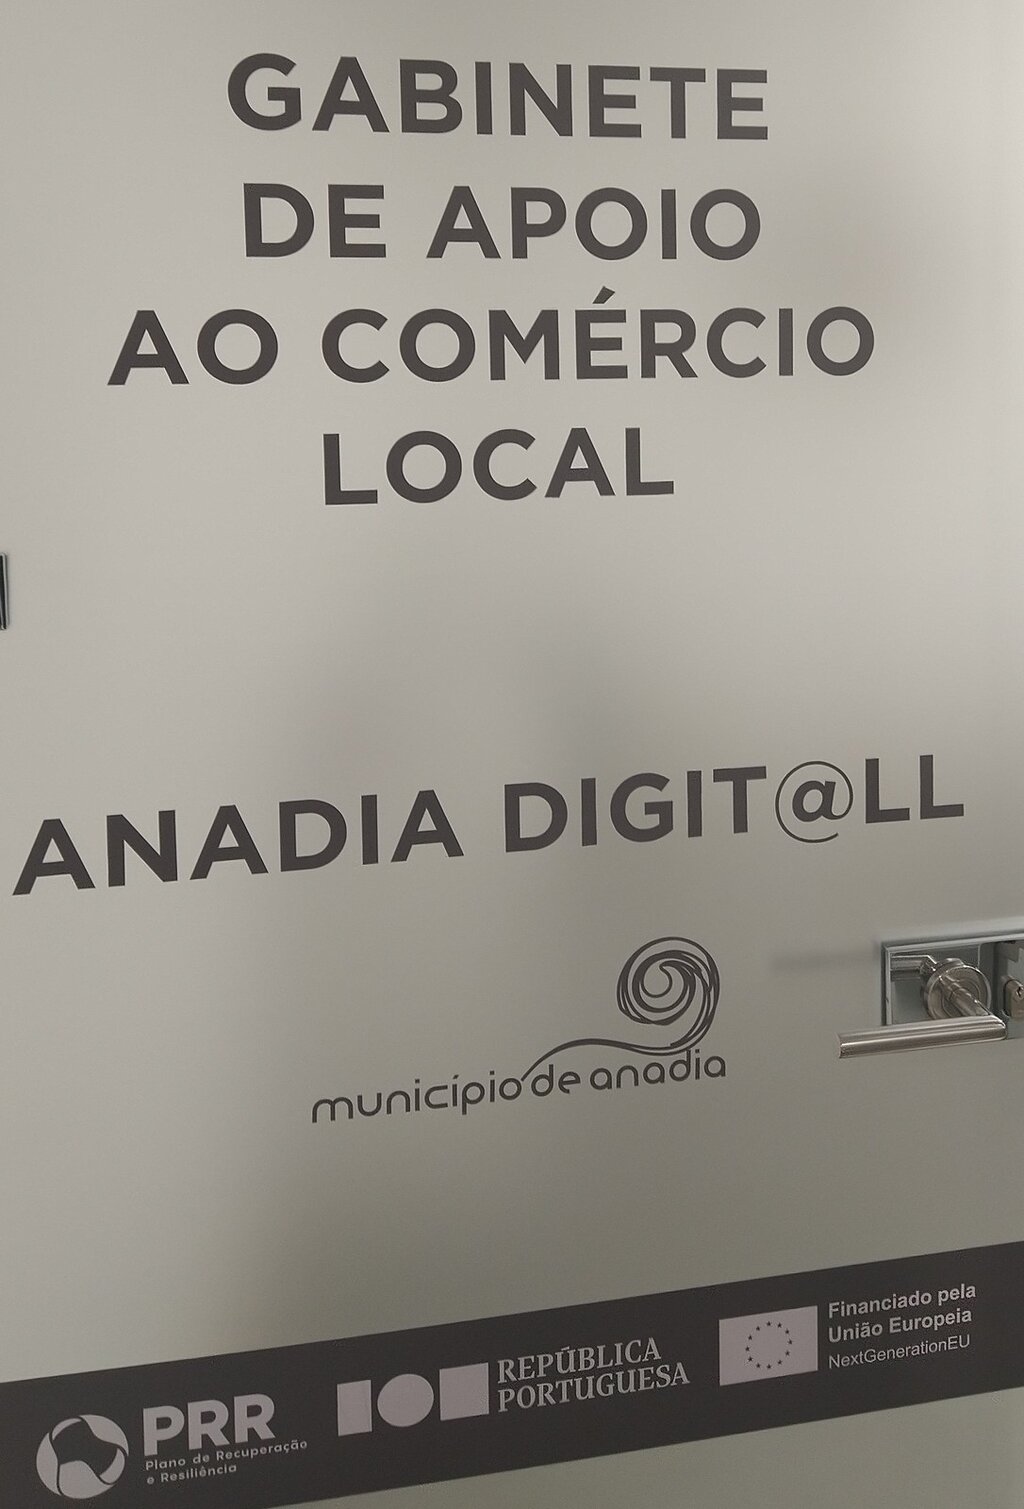 GABINETE
DE APOIO
AO COMÉRCIO
LOCAL
ANADIA DIGIT@LL
município de anadia
PRR
Plano de Recuperação
e Resiliência
REPÚBLICA
PORTUGUESA
Financiado pela
União Europeia
NextGenerationEU